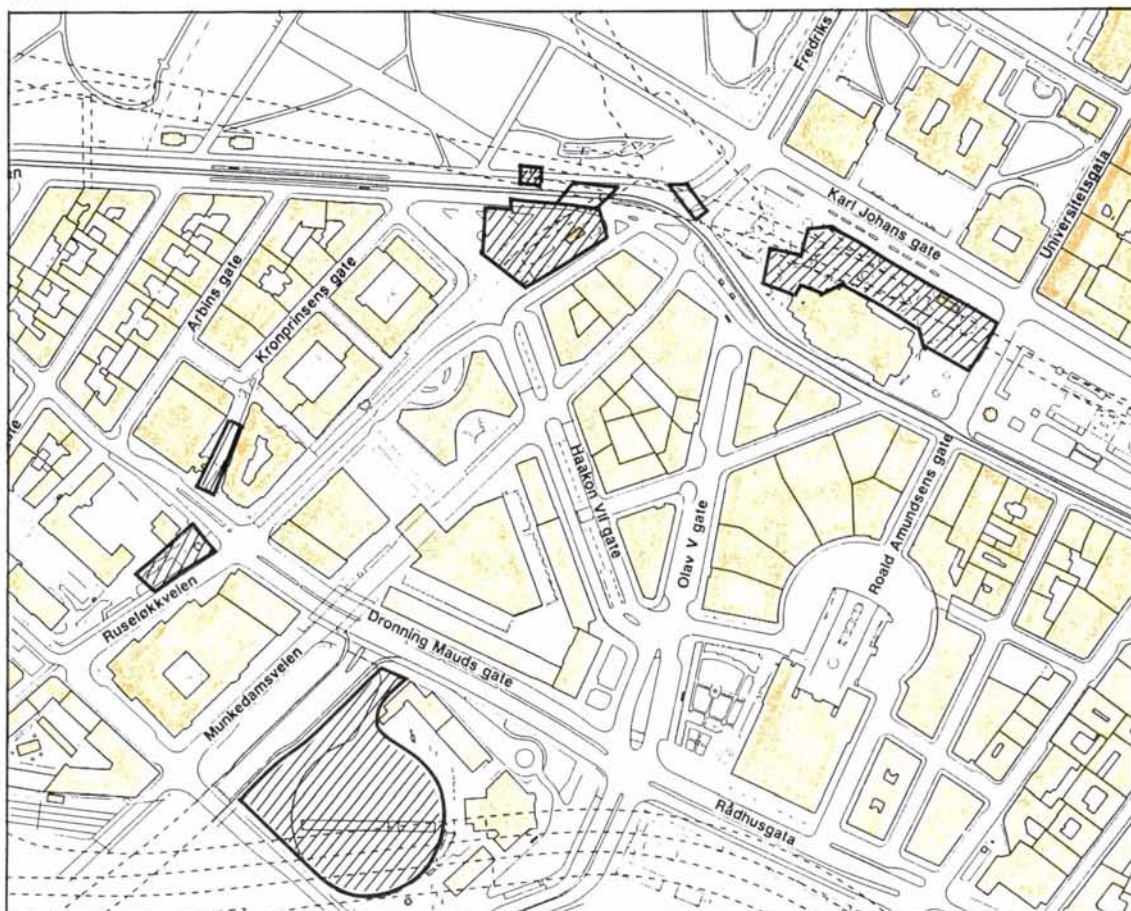 Fredriks
Karl Johans gate
Universitetsgata
en
Arbins gate
Kronprinsens gate
Haakon VII gate
Olav V gate
Roald Amundsens gate
Ruseløkkveien
Dronning Mauds gate
Munkedamsveien
Rådhusgata